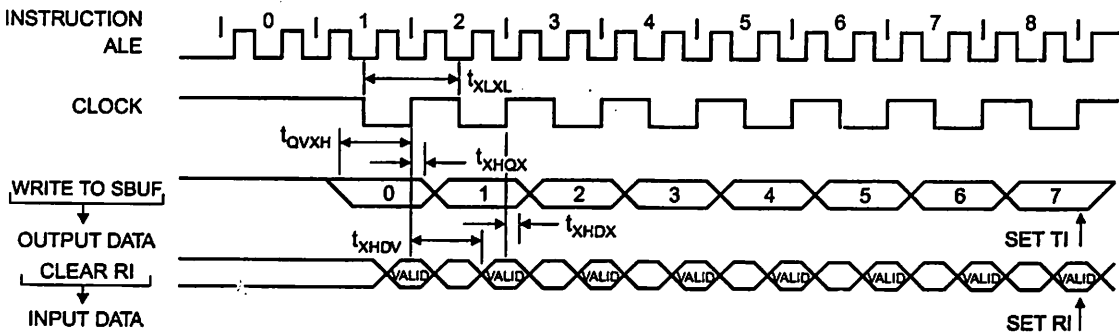 INSTRUCTION
| 0 | 1 | 2 | 3 | 4 | 5 | 6 | 7 | 8 |
ALE
tXLXL
CLOCK
tQVXH
tXHQX
WRITE TO SBUF
0 1 2 3 4 5 6 7
tXHDX
tXHDV
OUTPUT DATA
SET TI
CLEAR RI
VALID VALID VALID VALID VALID VALID VALID VALID
SET RI
INPUT DATA